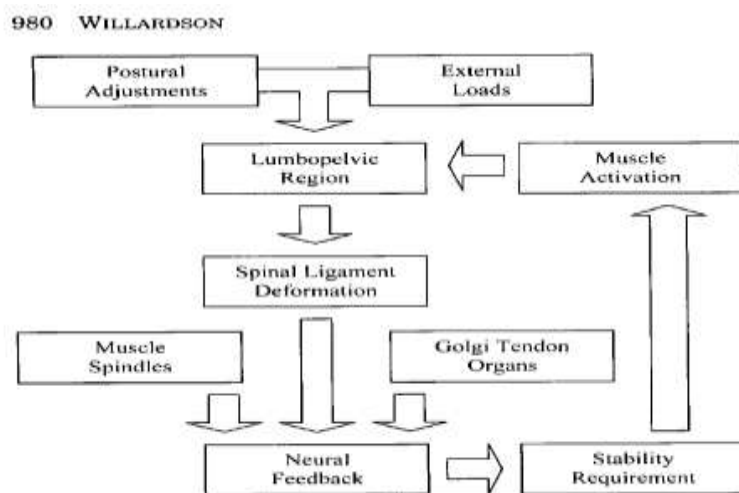 980 WILLARDSON
Postural
Adjustments
External
Loads
Lumbopelvic
Region
Muscle
Activation
Spinal Ligament
Deformation
Muscle
Spindles
Golgi Tendon
Organs
Neural
Feedback
Stability
Requirement